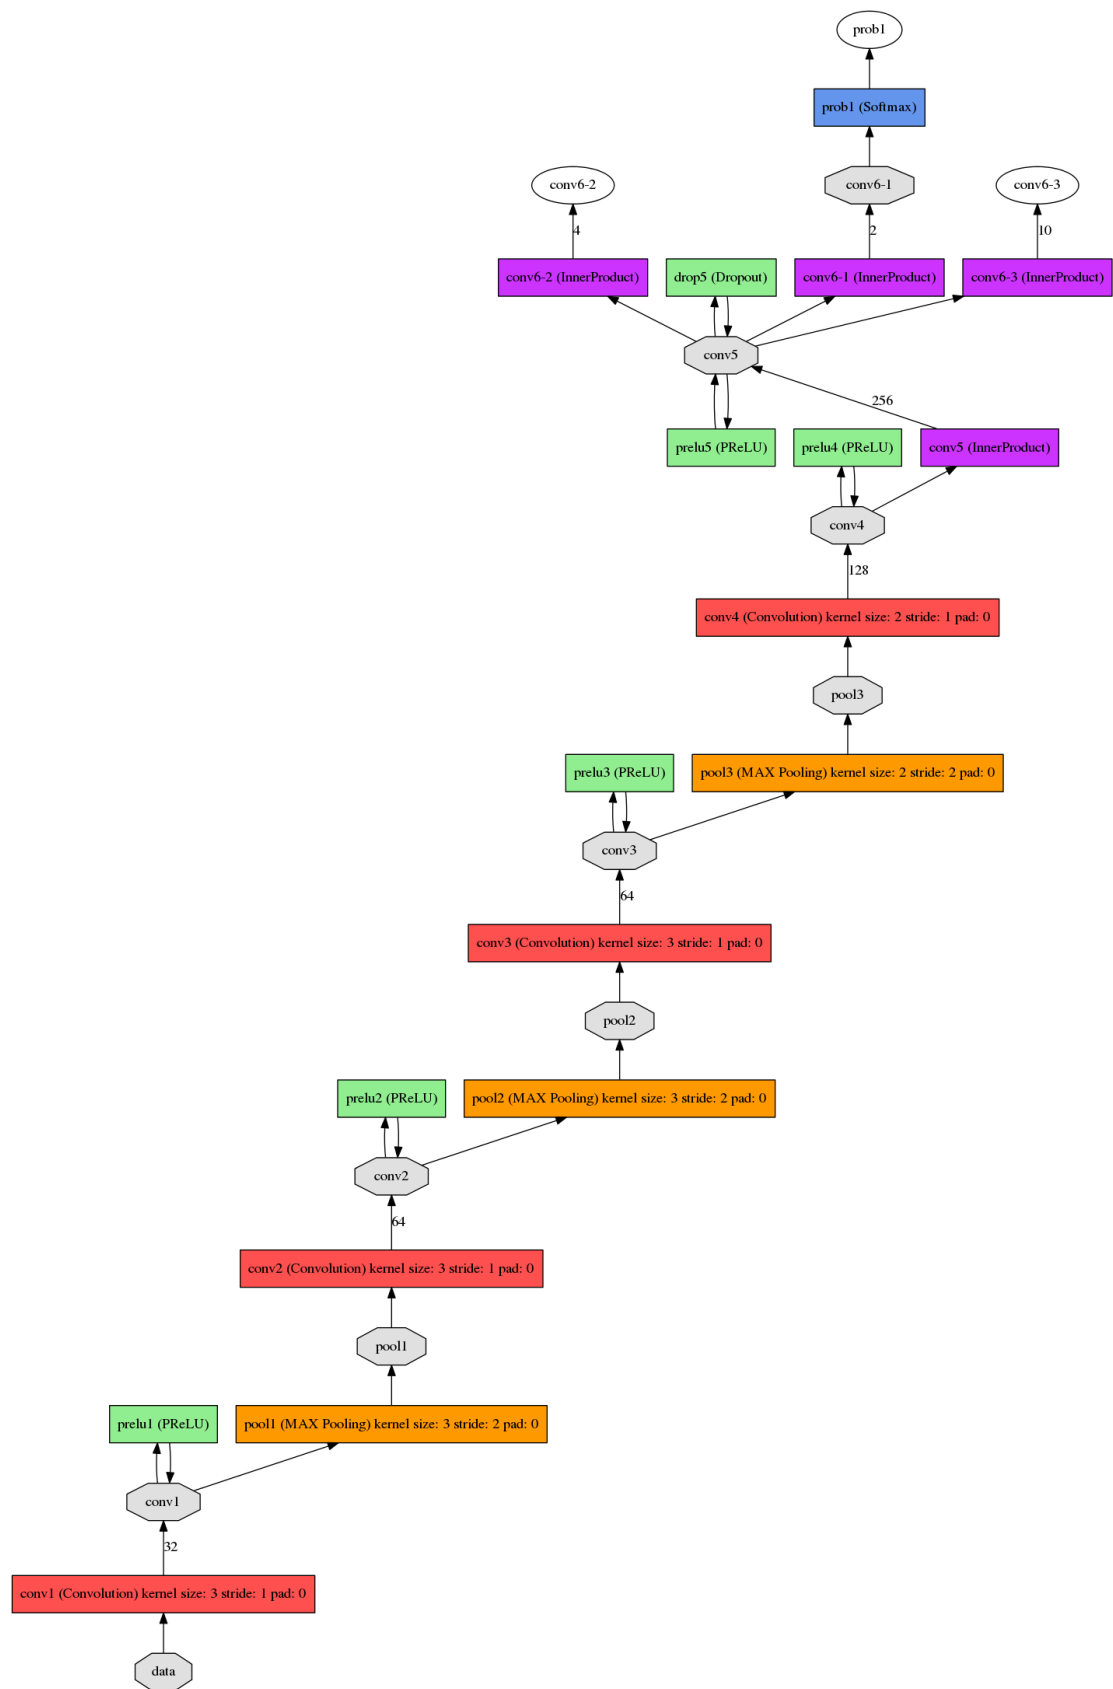 prob1
prob1 (Softmax)
conv6-2
conv6-1
conv6-3
4
2
10
conv6-2 (InnerProduct)
drop5 (Dropout)
conv6-1 (InnerProduct)
conv6-3 (InnerProduct)
conv5
256
prelu5 (PReLU)
prelu4 (PReLU)
conv5 (InnerProduct)
conv4
128
conv4 (Convolution) kernel size: 2 stride: 1 pad: 0
pool3
prelu3 (PReLU)
pool3 (MAX Pooling) kernel size: 2 stride: 2 pad: 0
conv3
64
conv3 (Convolution) kernel size: 3 stride: 1 pad: 0
pool2
prelu2 (PReLU)
pool2 (MAX Pooling) kernel size: 3 stride: 2 pad: 0
conv2
64
conv2 (Convolution) kernel size: 3 stride: 1 pad: 0
pool1
prelu1 (PReLU)
pool1 (MAX Pooling) kernel size: 3 stride: 2 pad: 0
conv1
32
conv1 (Convolution) kernel size: 3 stride: 1 pad: 0
data